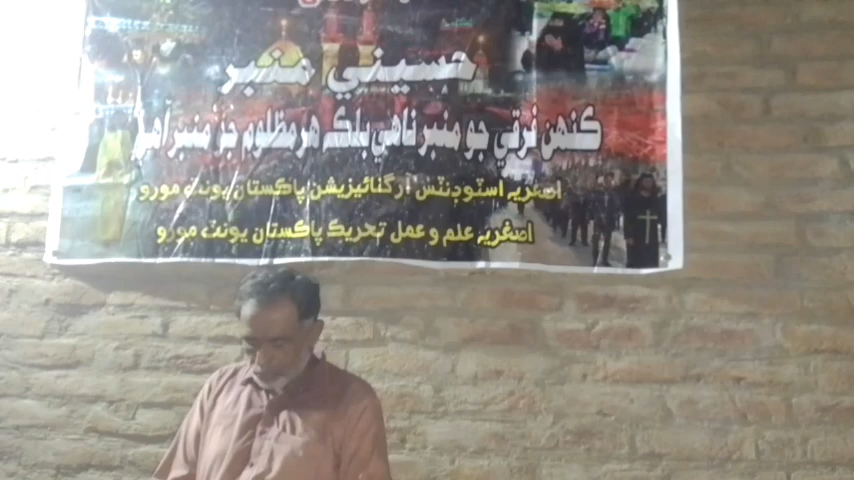 حسيني منبر
ڪنهن فرقي جو منبر ناهي بلڪ هر مظلوم جو منبر آهي
اصغريه اسٽوڊنٽس آرگنائيزيشن پاڪستان يونٽ مورو
اصغريه علم و عمل تحريڪ پاڪستان يونٽ مورو